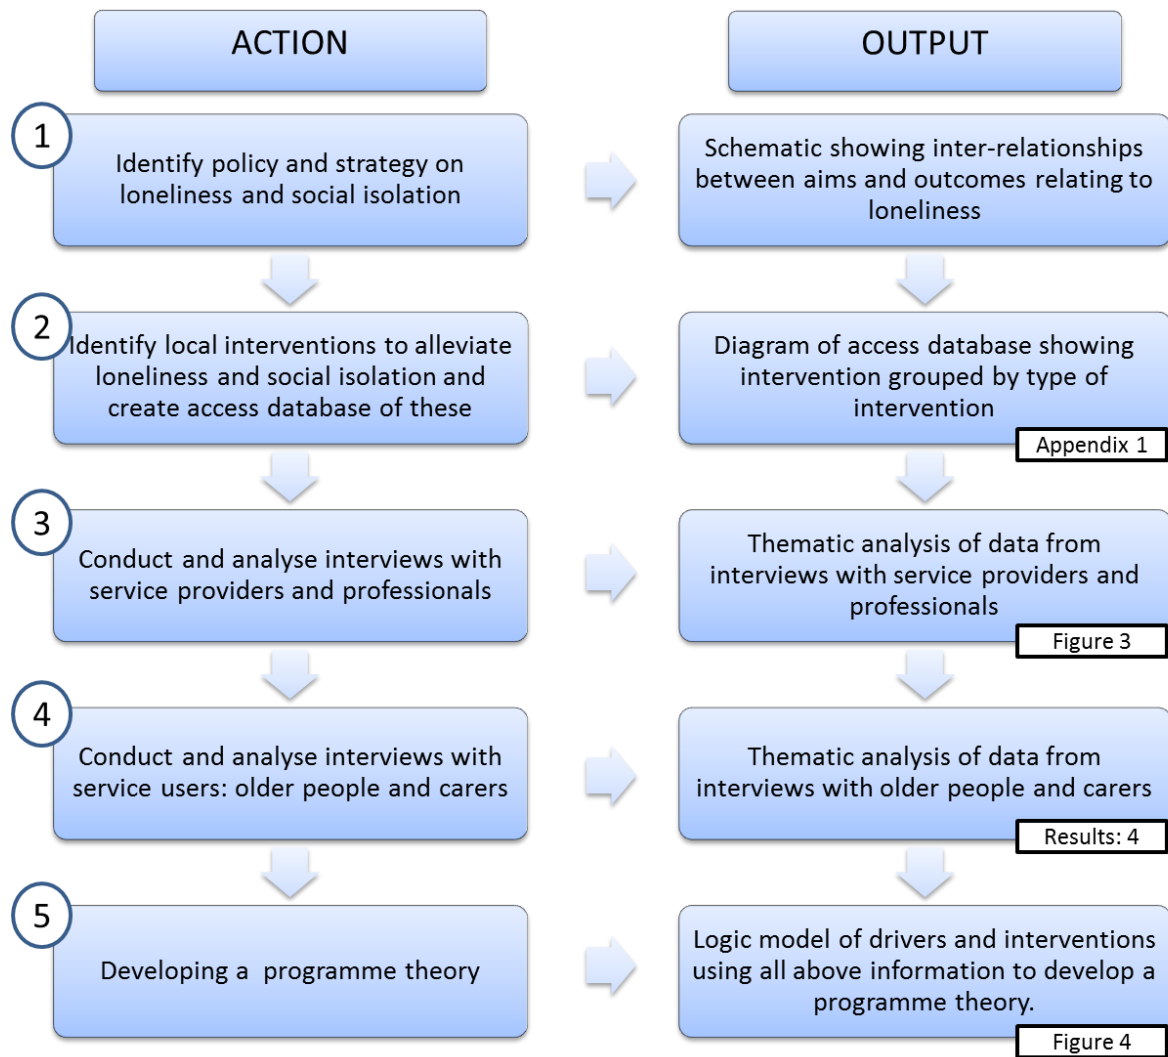 ACTION
OUTPUT
1
Identify policy and strategy on
loneliness and social isolation
Schematic showing inter-relationships
between aims and outcomes relating to
loneliness
2
Identify local interventions to alleviate
loneliness and social isolation and
create access database of these
Diagram of access database showing
intervention grouped by type of
intervention
Appendix 1
3
Conduct and analyse interviews with
service providers and professionals
Thematic analysis of data from
interviews with service providers and
professionals
Figure 3
4
Conduct and analyse interviews with
service users: older people and carers
Thematic analysis of data from
interviews with older people and carers
Results: 4
5
Developing a  programme theory
Logic model of drivers and interventions
using all above information to develop a
programme theory.
Figure 4